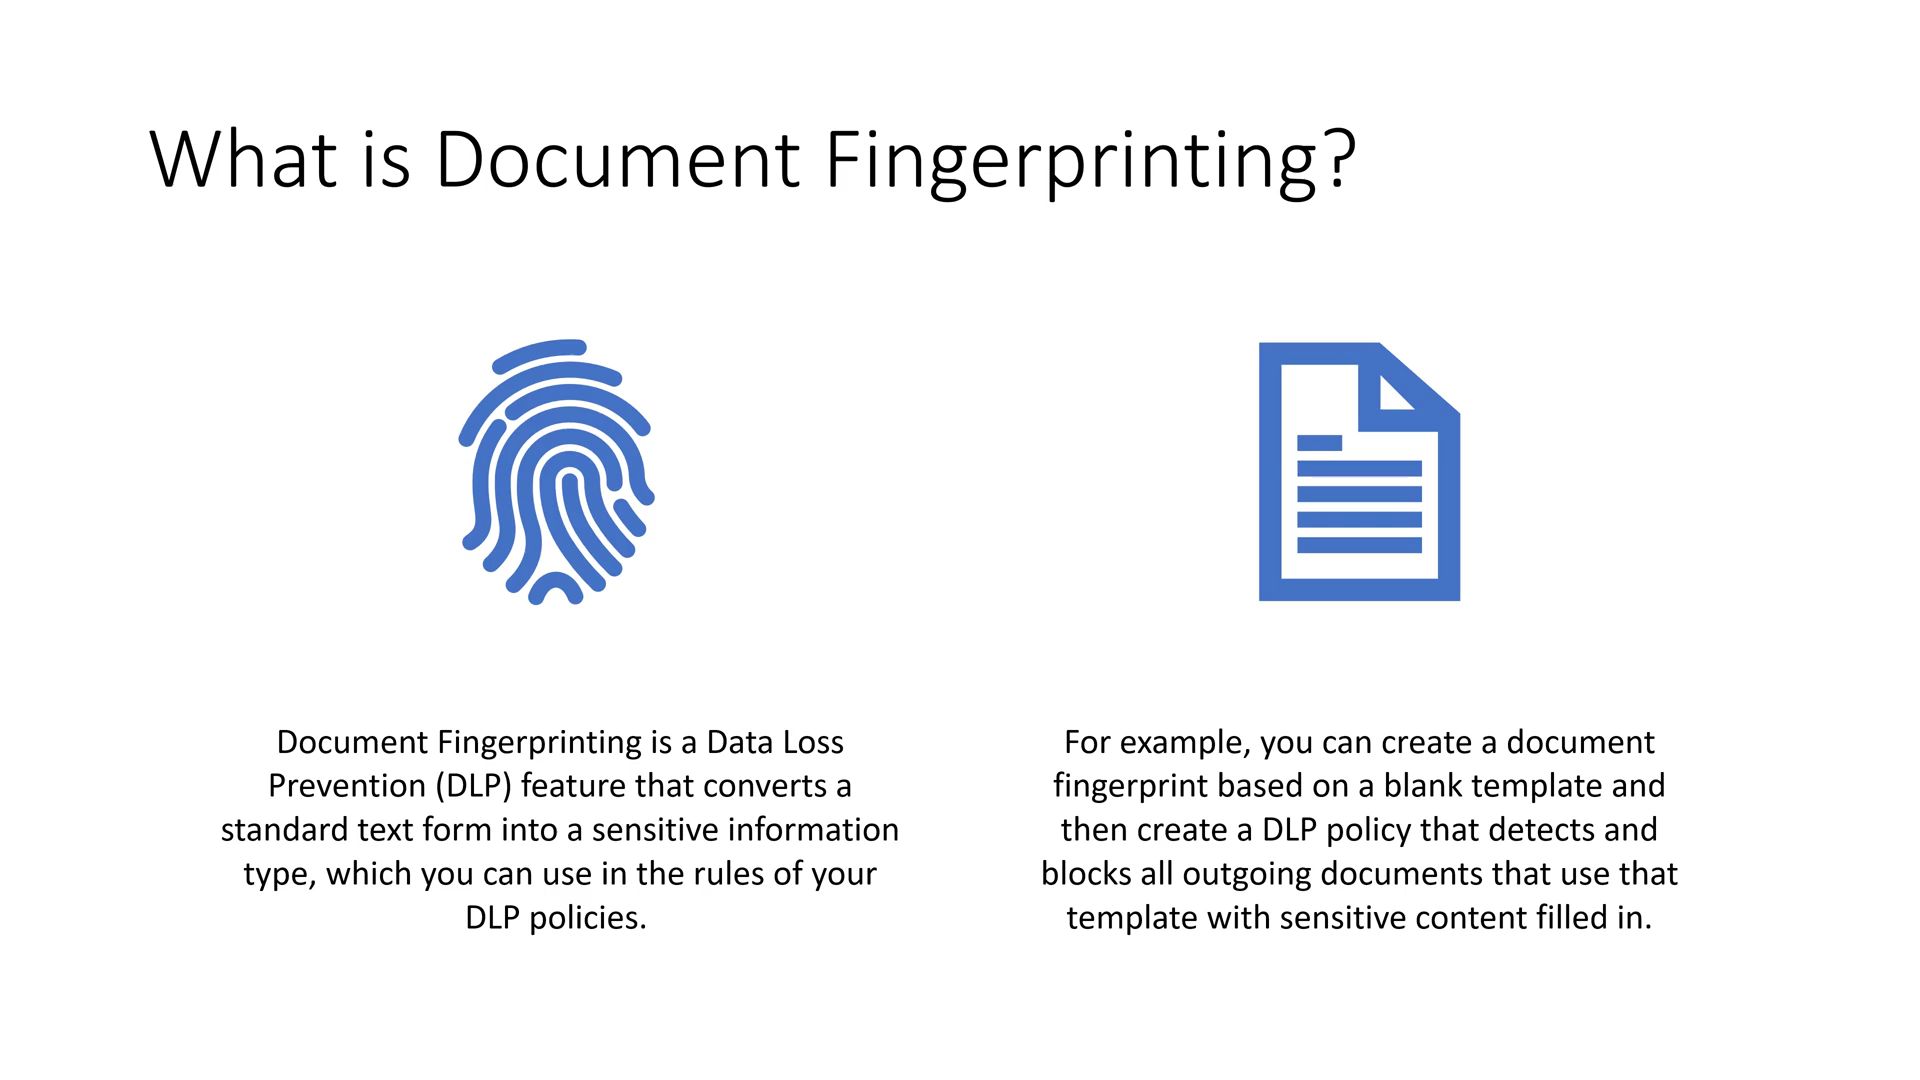 What is Document Fingerprinting?
Document Fingerprinting is a Data Loss
Prevention (DLP) feature that converts a
standard text form into a sensitive information
type, which you can use in the rules of your
DLP policies.
For example, you can create a document
fingerprint based on a blank template and
then create a DLP policy that detects and
blocks all outgoing documents that use that
template with sensitive content filled in.